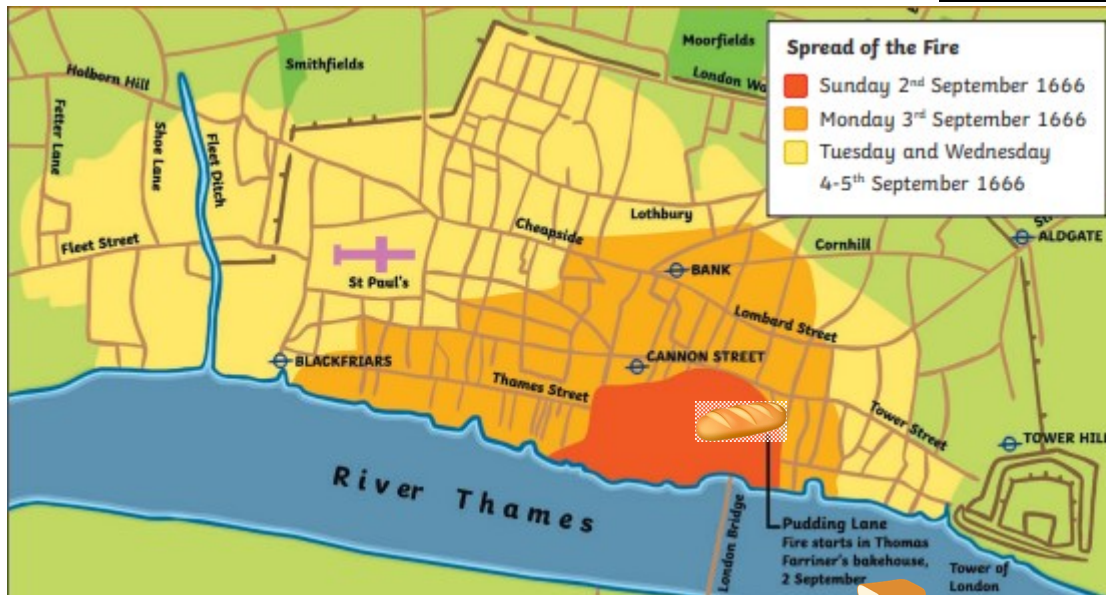 Moorfields
Smithfields
Holborn Hill
London Wa
Fetter Lane
Shoe Lane
Fleet Ditch
Spread of the Fire
Sunday 2nd September 1666
Monday 3rd September 1666
Tuesday and Wednesday
4-5th September 1666
Lothbury
Cheapside
Cornhill
ALDGATE
Fleet Street
St Paul's
BANK
Lombard Street
BLACKFRIARS
CANNON STREET
Thames Street
Tower Street
TOWER HILL
River Thames
London Bridge
Pudding Lane
Fire starts in Thomas
Farriner's bakehouse,
2 September
Tower of
London